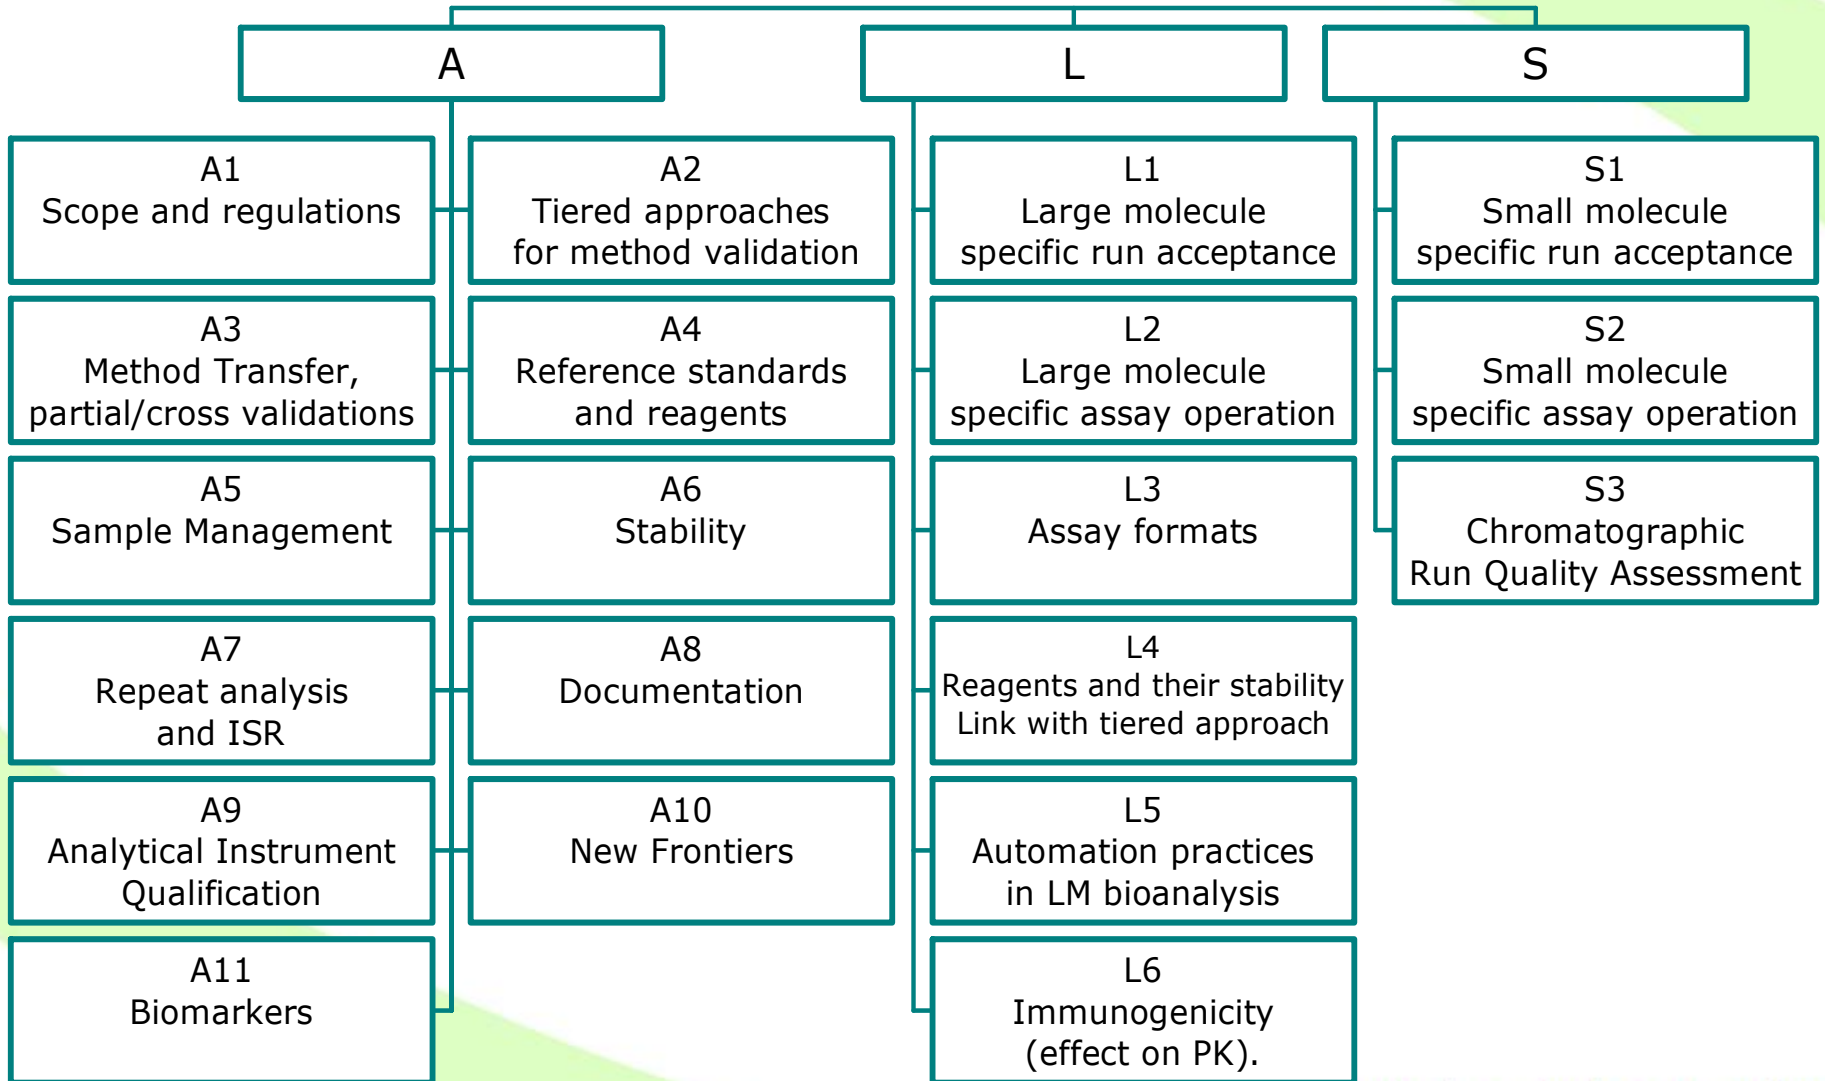 A
L
S
A1
Scope and regulations
A2
Tiered approaches
for method validation
L1
Large molecule
specific run acceptance
S1
Small molecule
specific run acceptance
A3
Method Transfer,
partial/cross validations
A4
Reference standards
and reagents
L2
Large molecule
specific assay operation
S2
Small molecule
specific assay operation
A5
Sample Management
A6
Stability
L3
Assay formats
S3
Chromatographic
Run Quality Assessment
A7
Repeat analysis
and ISR
A8
Documentation
L4
Reagents and their stability
Link with tiered approach
A9
Analytical Instrument
Qualification
A10
New Frontiers
L5
Automation practices
in LM bioanalysis
A11
Biomarkers
L6
Immunogenicity
(effect on PK).